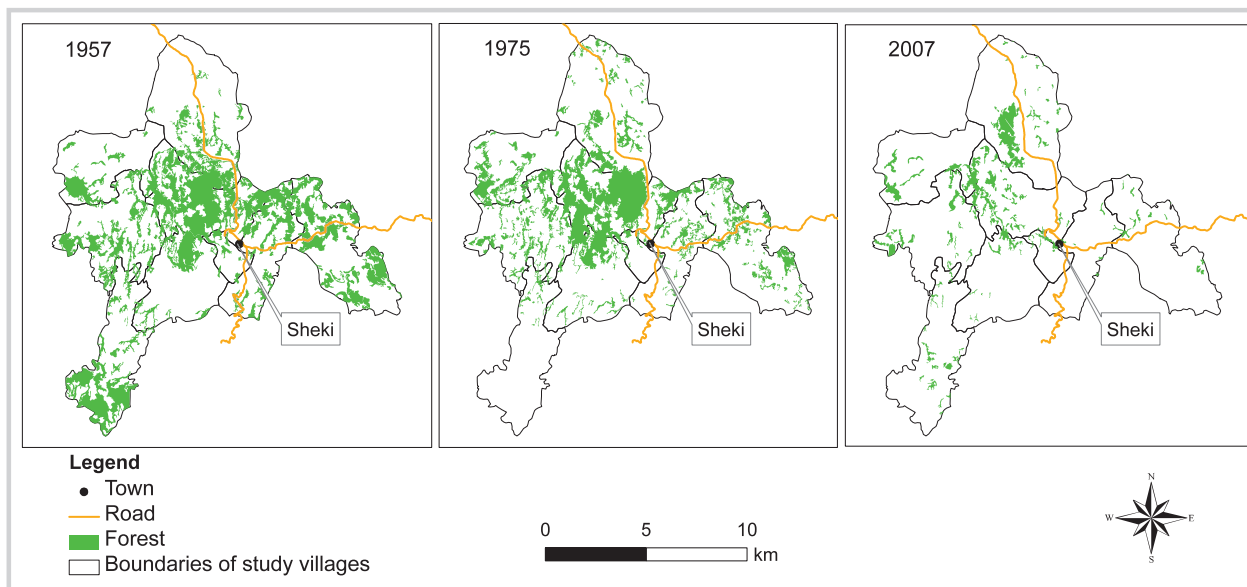 1957
1975
2007
Sheki
Sheki
Sheki
Legend
Town
Road
Forest
Boundaries of study villages
0 5 10
km
N
W E
S